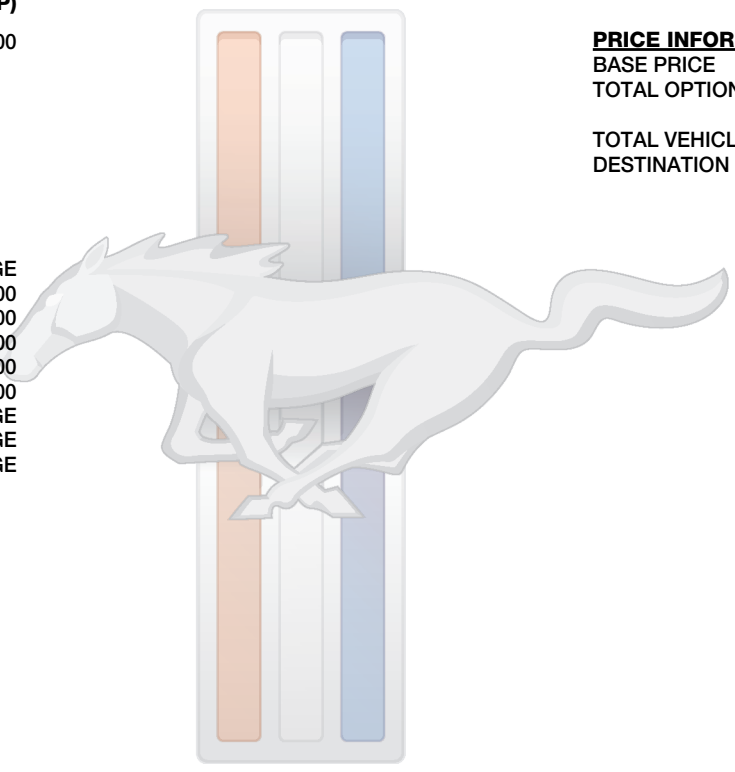 P)
00
GE
00
00
00
00
00
GE
GE
GE
PRICE INFOR
BASE PRICE
TOTAL OPTION
TOTAL VEHICL
DESTINATION